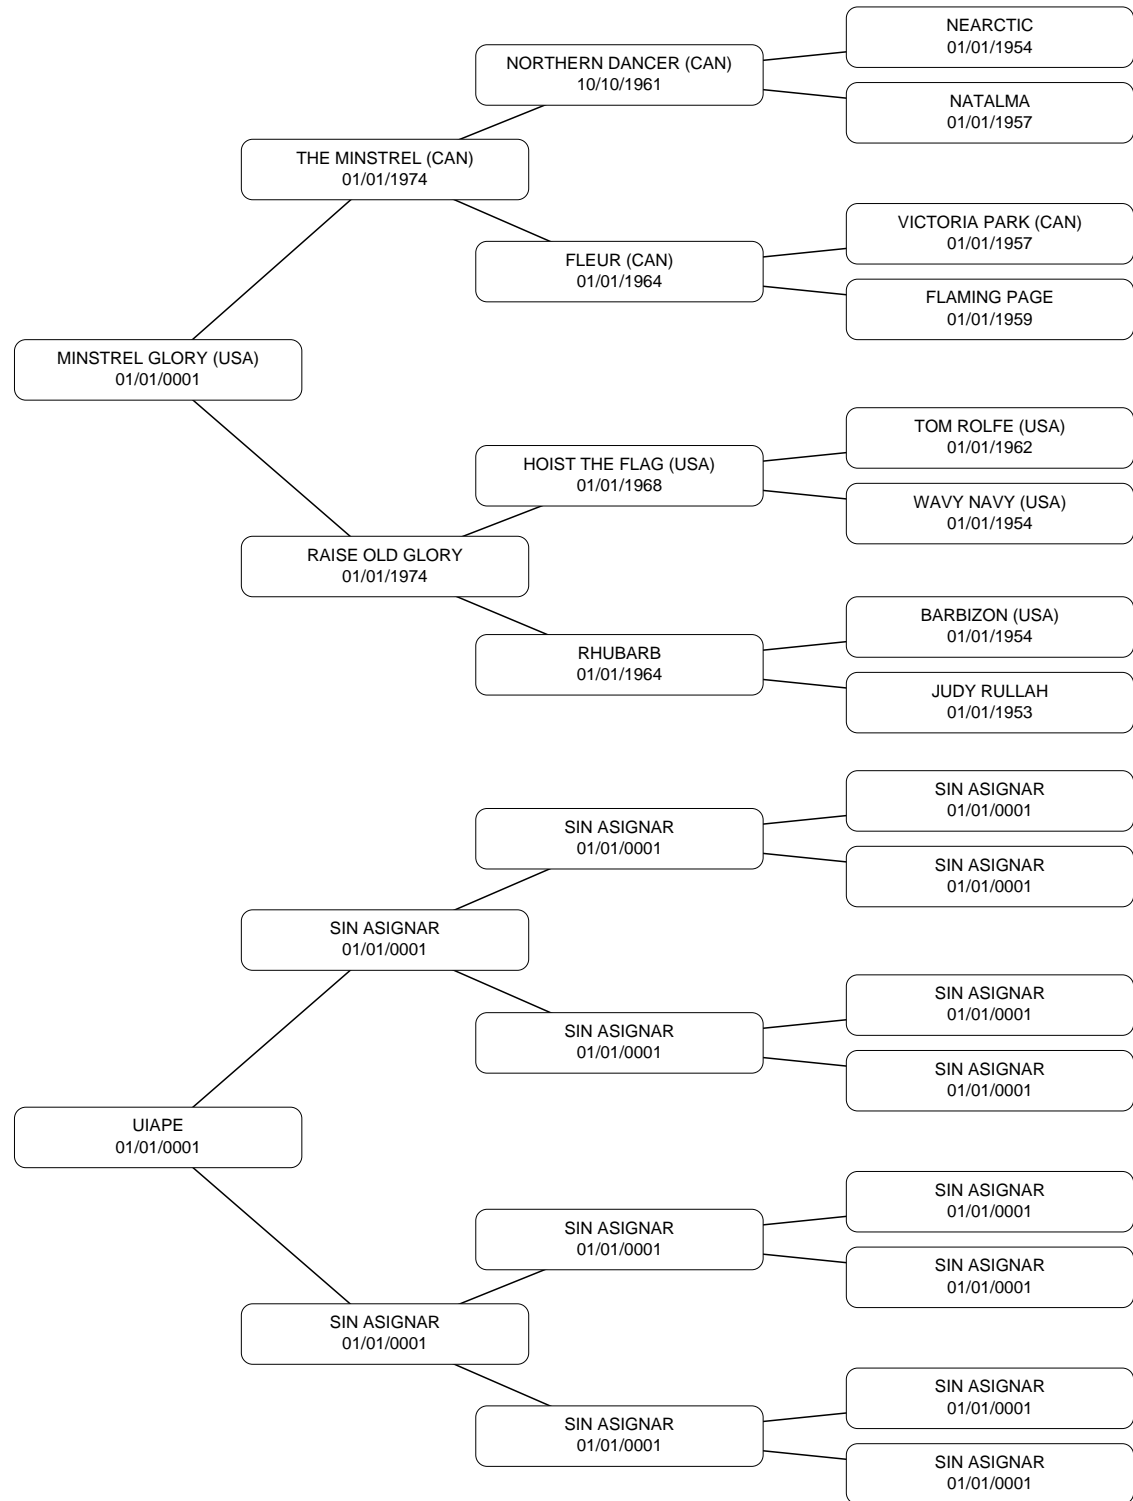 NEARCTIC
01/01/1954
NORTHERN DANCER (CAN)
10/10/1961
NATALMA
01/01/1957
THE MINSTREL (CAN)
01/01/1974
VICTORIA PARK (CAN)
01/01/1957
FLEUR (CAN)
01/01/1964
FLAMING PAGE
01/01/1959
MINSTREL GLORY (USA)
01/01/0001
TOM ROLFE (USA)
01/01/1962
HOIST THE FLAG (USA)
01/01/1968
WAVY NAVY (USA)
01/01/1954
RAISE OLD GLORY
01/01/1974
BARBIZON (USA)
01/01/1954
RHUBARB
01/01/1964
JUDY RULLAH
01/01/1953
SIN ASIGNAR
01/01/0001
SIN ASIGNAR
01/01/0001
SIN ASIGNAR
01/01/0001
SIN ASIGNAR
01/01/0001
SIN ASIGNAR
01/01/0001
SIN ASIGNAR
01/01/0001
SIN ASIGNAR
01/01/0001
UIAPE
01/01/0001
SIN ASIGNAR
01/01/0001
SIN ASIGNAR
01/01/0001
SIN ASIGNAR
01/01/0001
SIN ASIGNAR
01/01/0001
SIN ASIGNAR
01/01/0001
SIN ASIGNAR
01/01/0001
SIN ASIGNAR
01/01/0001